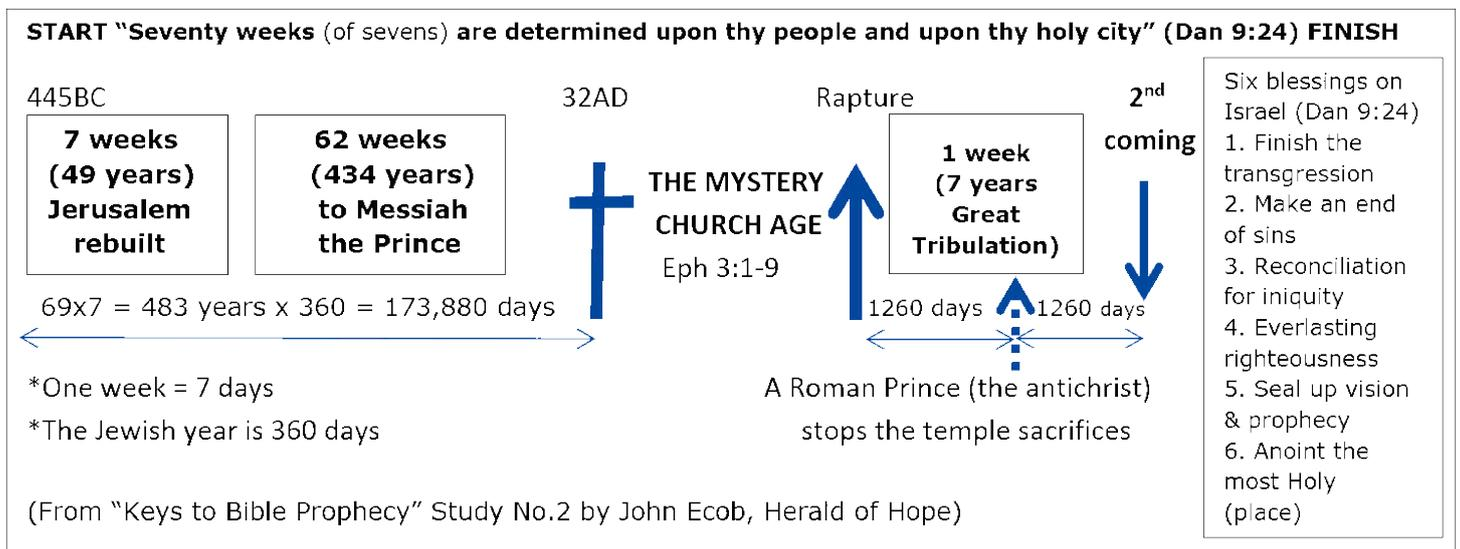 START “Seventy weeks (of sevens) are determined upon thy people and upon thy holy city” (Dan 9:24) FINISH
445BC
7 weeks
(49 years)
Jerusalem
rebuilt
62 weeks
(434 years)
to Messiah
the Prince
69x7 = 483 years x 360 = 173,880 days
32AD
THE MYSTERY
CHURCH AGE
Eph 3:1-9
Rapture
1 week
(7 years
Great
Tribulation)
1260 days
1260 days
2nd
coming
*One week = 7 days
*The Jewish year is 360 days
A Roman Prince (the antichrist)
stops the temple sacrifices
Six blessings on
Israel (Dan 9:24)
1. Finish the
transgression
2. Make an end
of sins
3. Reconciliation
for iniquity
4. Everlasting
righteousness
5. Seal up vision
& prophecy
6. Anoint the
most Holy
(place)
(From “Keys to Bible Prophecy” Study No.2 by John Ecob, Herald of Hope)